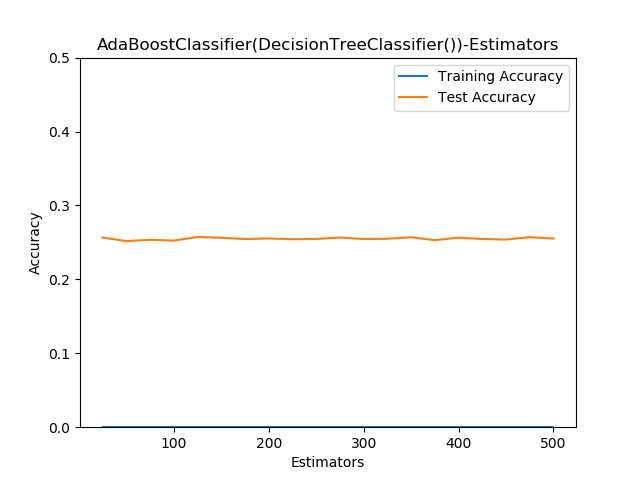 AdaBoostClassifier(DecisionTreeClassifier())-Estimators
Training Accuracy
Test Accuracy
0.5
0.4
0.3
0.2
0.1
0.0
Accuracy
100 200 300 400 500
Estimators